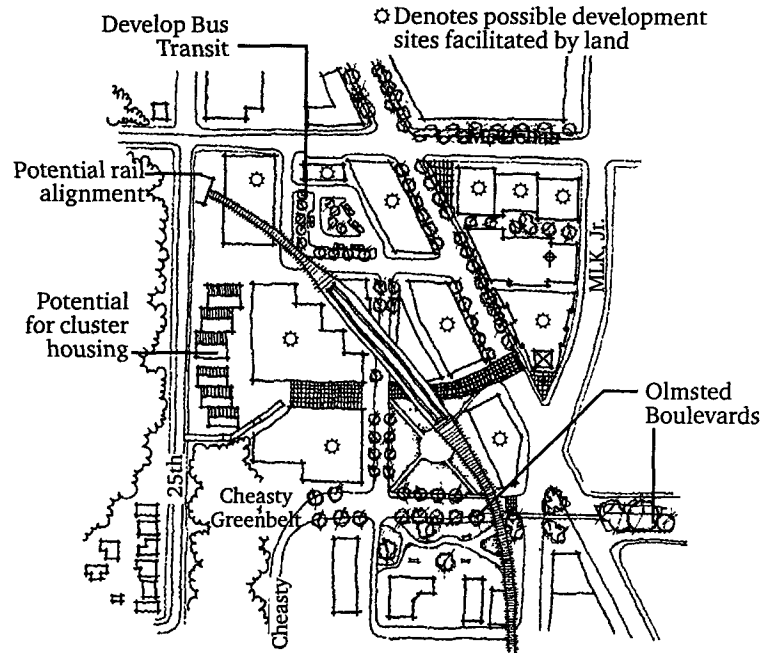 Develop Bus
Transit
Denotes possible development
sites facilitated by land
Potential rail
alignment
MLK Jr.
Potential
for cluster
housing
Olmsted
Boulevards
25th
Cheasty
Greenbelt
Cheasty